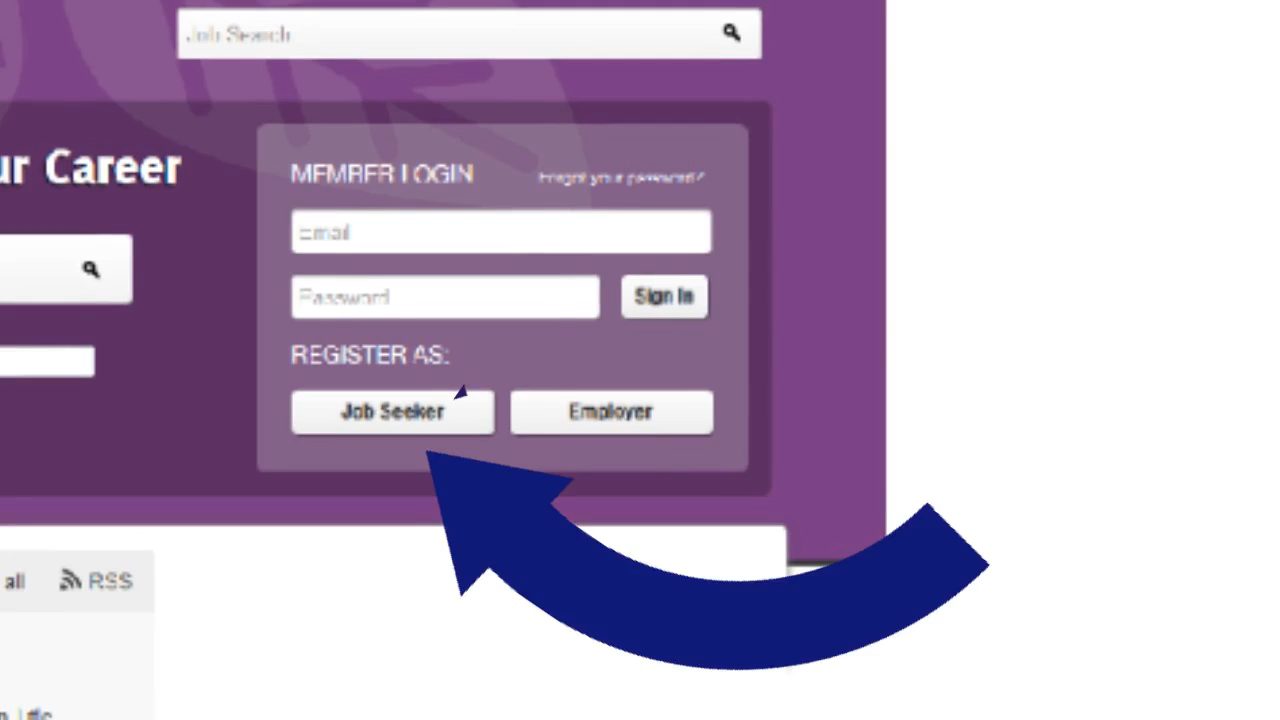 Job Search
ur Career
MEMBER LOGIN
Forgot your password?
Email
Password
Sign In
REGISTER AS:
Job Seeker
Employer
all
RSS